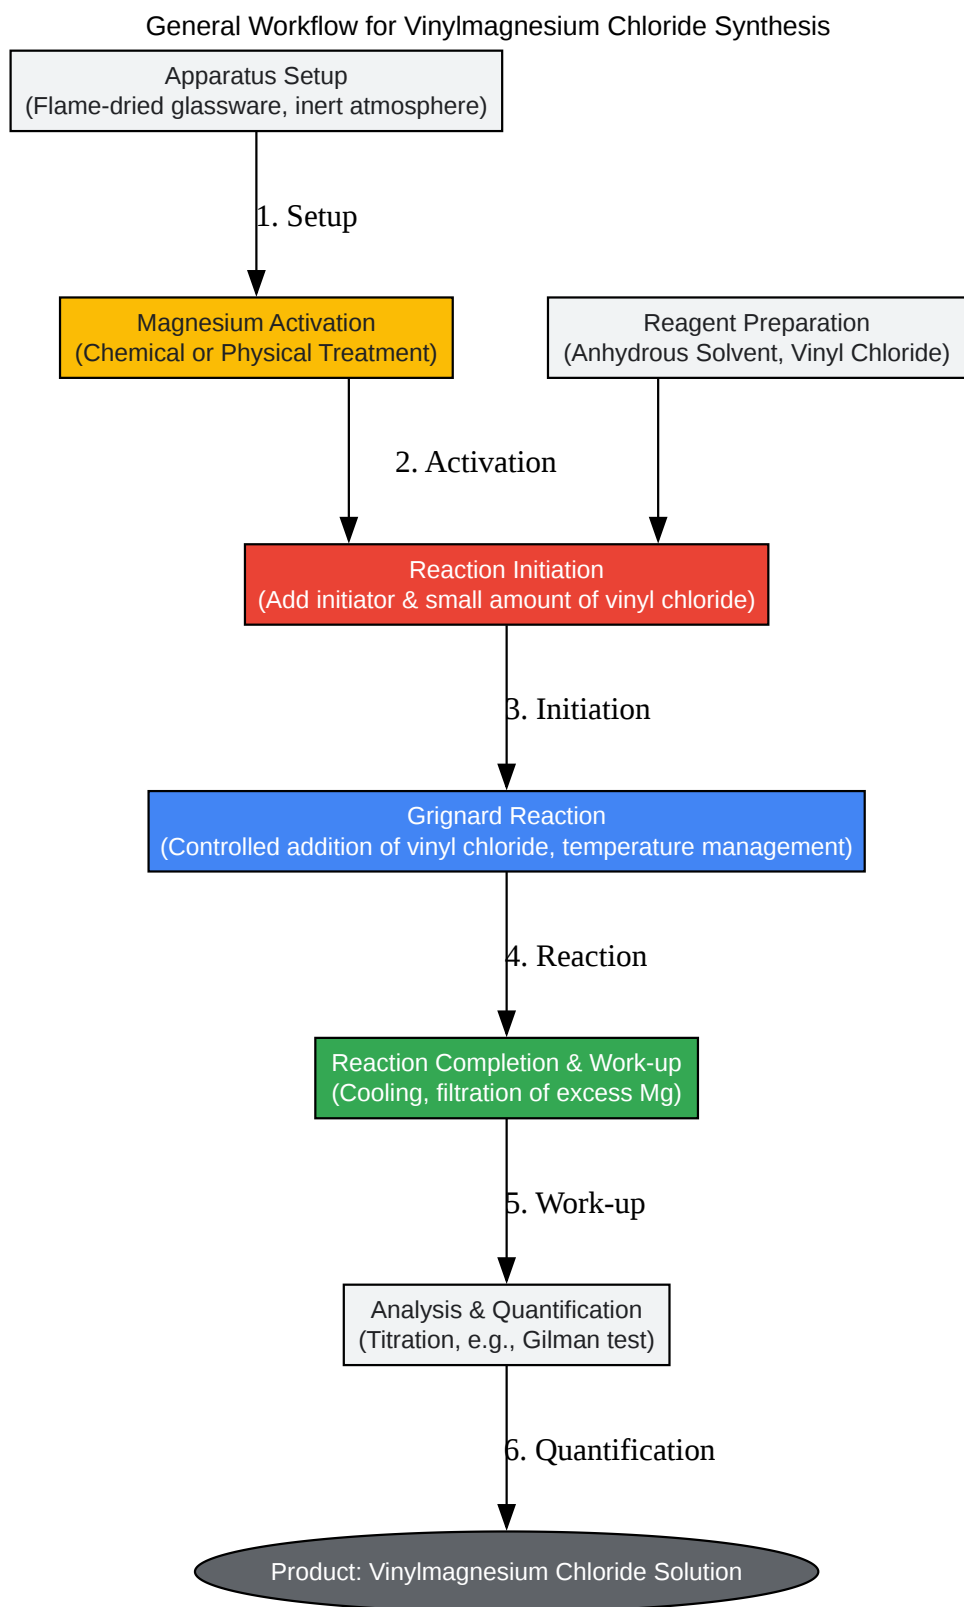 General Workflow for Vinylmagnesium Chloride Synthesis
Apparatus Setup
(Flame-dried glassware, inert atmosphere)
1. Setup
Magnesium Activation
(Chemical or Physical Treatment)
Reagent Preparation
(Anhydrous Solvent, Vinyl Chloride)
2. Activation
Reaction Initiation
(Add initiator & small amount of vinyl chloride)
3. Initiation
Grignard Reaction
(Controlled addition of vinyl chloride, temperature management)
4. Reaction
Reaction Completion & Work-up
(Cooling, filtration of excess Mg)
5. Work-up
Analysis & Quantification
(Titration, e.g., Gilman test)
6. Quantification
Product: Vinylmagnesium Chloride Solution